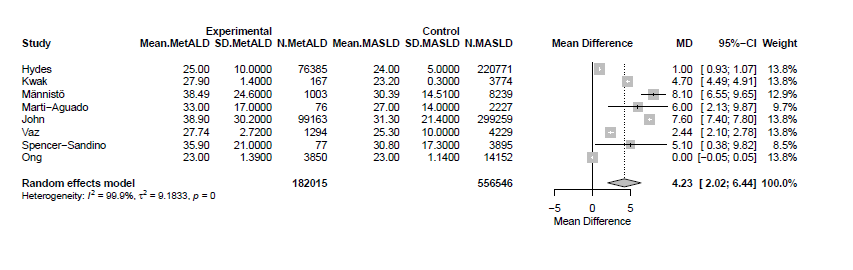 Experimental Control
Study Mean.MetALD SD.MetALD N.MetALD Mean.MASLD SD.MASLD N.MASLD Mean Difference MD 95%−CI Weight
Hydes 25.00 10.0000 76385 24.00 5.0000 220771 1.00 [ 0.93; 1.07] 13.8%
Kwak 27.90 1.4000 167 23.20 0.3000 3774 4.70 [ 4.49; 4.91] 13.8%
Männistö 38.49 24.6000 1003 30.39 14.5100 8239 8.10 [ 6.55; 9.65] 12.9%
Marti−Aguado 33.00 17.0000 76 27.00 14.0000 2227 6.00 [ 2.13; 9.87] 9.7%
John 38.90 30.2000 99163 31.30 21.4000 299259 7.60 [ 7.40; 7.80] 13.8%
Vaz 27.74 2.7200 1294 25.30 10.0000 4229 2.44 [ 2.10; 2.78] 13.8%
Spencer−Sandino 35.90 21.0000 77 30.80 17.3000 3895 5.10 [ 0.38; 9.82] 8.5%
Ong 23.00 1.3900 3850 23.00 1.1400 14152 0.00 [−0.05; 0.05] 13.8%
Random effects model 182015 556546 4.23 [ 2.02; 6.44] 100.0%
Heterogeneity: I² = 99.9%, τ² = 9.1833, p = 0
−5 0 5
Mean Difference